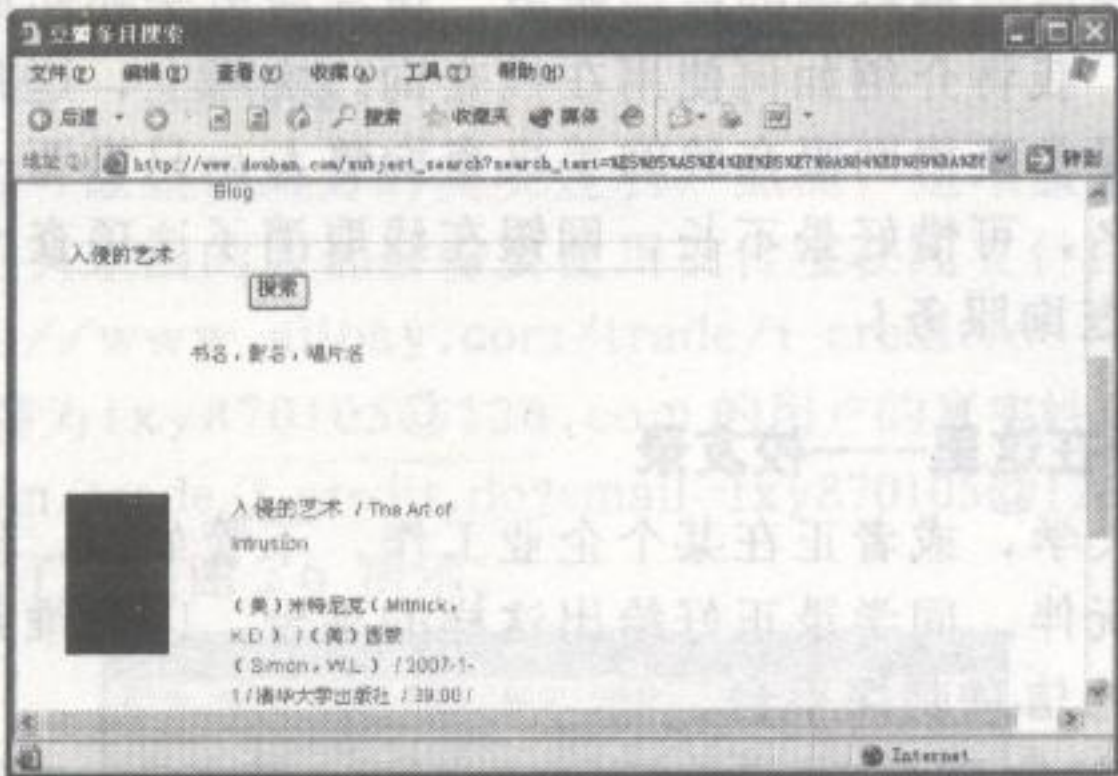 豆瓣条目搜索
文件(F) 编辑(E) 查看(V) 收藏(A) 工具(T) 帮助(H)
后退 搜索 收藏夹 媒体
地址(D) http://www.douban.com/subject_search?search_text=%E5%85%A5%E4%BE%B5%E7%9A%84%E8%89%BA% 转到
Blog
入侵的艺术
搜索
书名，影名，唱片名
入侵的艺术 / The Art of
Intrusion
(美)米特尼克(Mitnick，
K.D.) / (美)西蒙
(Simon，W.L.) / 2007-1-
1 / 清华大学出版社 / 39.00 /
Internet